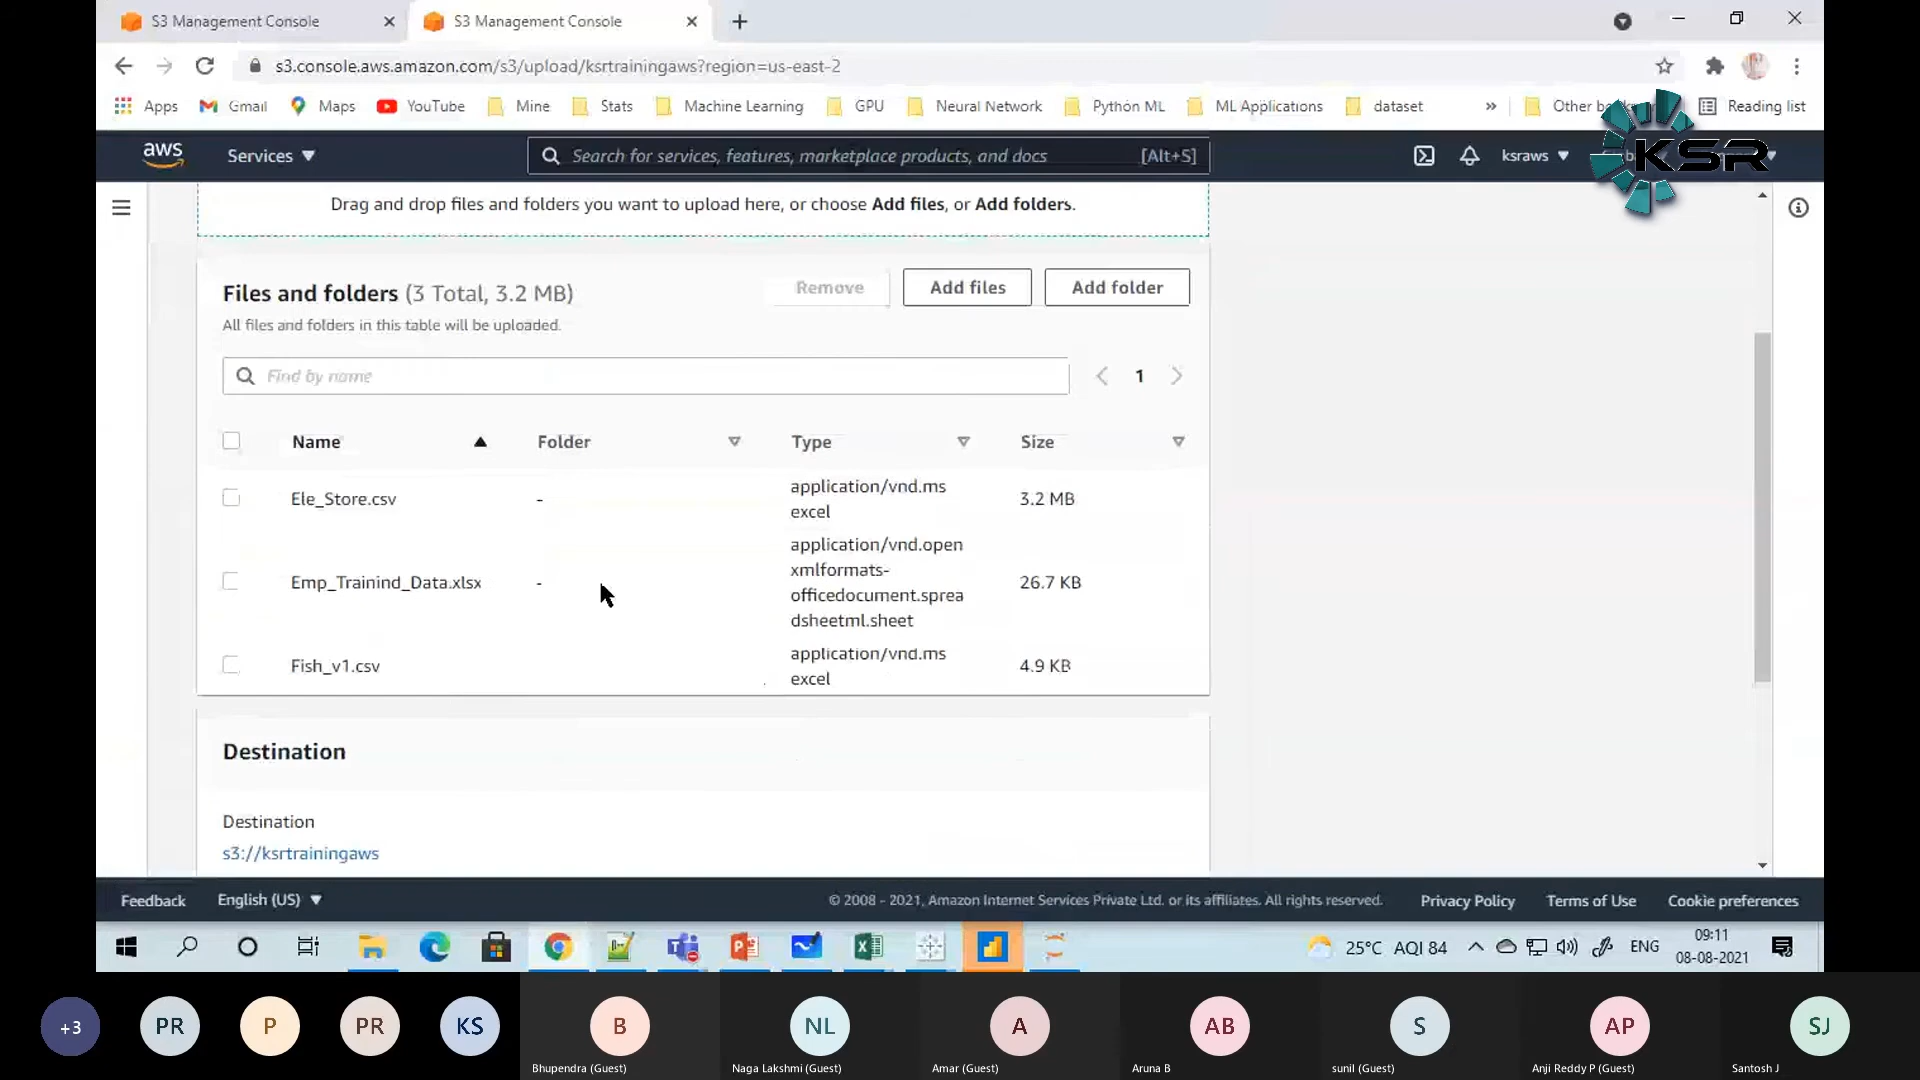 S3 Management Console
S3 Management Console
s3.console.aws.amazon.com/s3/upload/ksrtrainingaws?region=us-east-2
Apps Gmail Maps YouTube Mine Stats Machine Learning GPU Neural Network Python ML ML Applications dataset » Other Reading list
aws Services Search for services, features, marketplace products, and docs [Alt+S] ksraws
KSR
Drag and drop files and folders you want to upload here, or choose Add files, or Add folders.
Files and folders (3 Total, 3.2 MB) Remove Add files Add folder
All files and folders in this table will be uploaded.
Find by name 1
Name Folder Type Size
Ele_Store.csv - application/vnd.ms 3.2 MB
excel
application/vnd.open
xmlformats-
Emp_Trainind_Data.xlsx - officedocument.sprea 26.7 KB
dsheetml.sheet
Fish_v1.csv application/vnd.ms 4.9 KB
excel
Destination
Destination
s3://ksrtrainingaws
Feedback English (US) © 2008 - 2021, Amazon Internet Services Private Ltd. or its affiliates. All rights reserved. Privacy Policy Terms of Use Cookie preferences
25°C AQI 84 ENG 09:11
08-08-2021
+3 PR P PR KS B NL A AB S AP SJ
Bhupendra (Guest) Naga Lakshmi (Guest) Amar (Guest) Aruna B sunil (Guest) Anji Reddy P (Guest) Santosh J